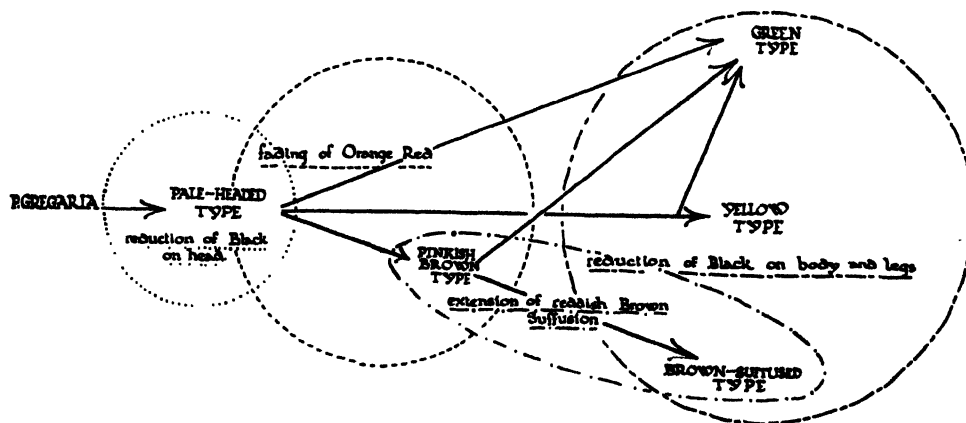 GREEN
TYPE
fading of Orange Red
P.GREGARIA
PALE-HEADED
TYPE
reduction of Black
on head.
YELLOW
TYPE
PINKISH
BROWN
TYPE
reduction of Black on body and legs
extension of reddish Brown
Suffusion
BROWN-SUFFUSED
TYPE